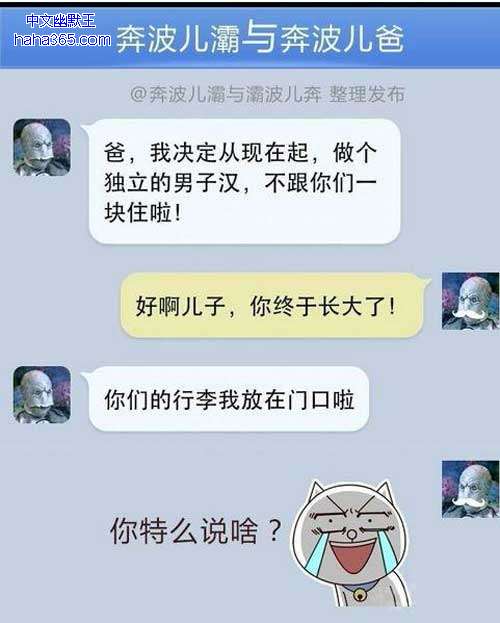 中文幽默王
haha365.com
奔波儿灞与奔波儿爸
@奔波儿灞与灞波儿奔 整理发布
爸，我决定从现在起，做个
独立的男子汉，不跟你们一
块住啦！
好啊儿子，你终于长大了！
你们的行李我放在门口啦
你特么说啥？